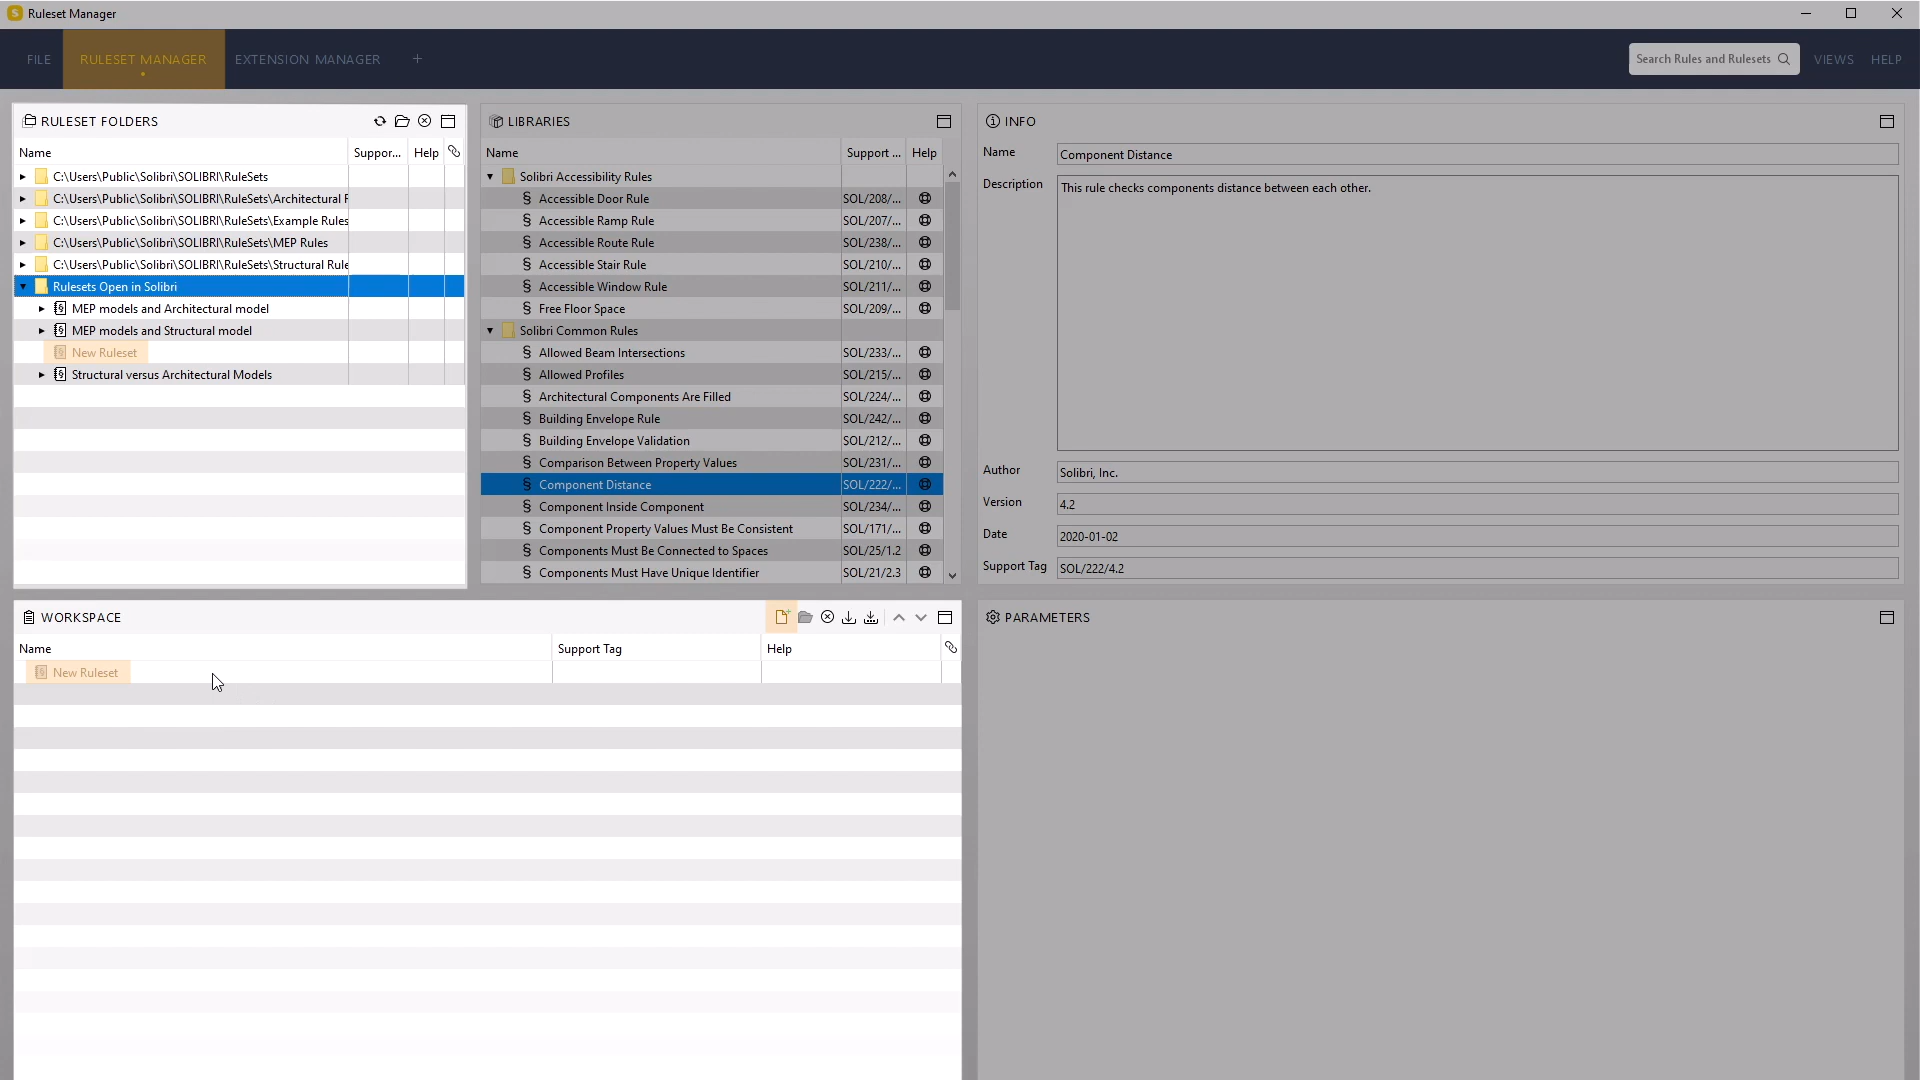 Ruleset Manager
FILE
RULESET MANAGER
EXTENSION MANAGER
+
Search Rules and Rulesets
VIEWS
HELP
RULESET FOLDERS
Name
Suppor...
Help
C:\Users\Public\Solibri\SOLIBRI\RuleSets
C:\Users\Public\Solibri\SOLIBRI\RuleSets\Architectural
C:\Users\Public\Solibri\SOLIBRI\RuleSets\Example Rules
C:\Users\Public\Solibri\SOLIBRI\RuleSets\MEP Rules
C:\Users\Public\Solibri\SOLIBRI\RuleSets\Structural Rule
Rulesets Open in Solibri
MEP models and Architectural model
MEP models and Structural model
New Ruleset
Structural versus Architectural Models
LIBRARIES
Name
Support ...
Help
Solibri Accessibility Rules
§ Accessible Door Rule SOL/208/...
§ Accessible Ramp Rule SOL/207/...
§ Accessible Route Rule SOL/238/...
§ Accessible Stair Rule SOL/210/...
§ Accessible Window Rule SOL/211/...
§ Free Floor Space SOL/209/...
Solibri Common Rules
§ Allowed Beam Intersections SOL/233/...
§ Allowed Profiles SOL/215/...
§ Architectural Components Are Filled SOL/224/...
§ Building Envelope Rule SOL/242/...
§ Building Envelope Validation SOL/212/...
§ Comparison Between Property Values SOL/231/...
§ Component Distance SOL/222/...
§ Component Inside Component SOL/234/...
§ Component Property Values Must Be Consistent SOL/171/...
§ Components Must Be Connected to Spaces SOL/25/1.2
§ Components Must Have Unique Identifier SOL/21/2.3
INFO
Name Component Distance
Description This rule checks components distance between each other.
Author Solibri, Inc.
Version 4.2
Date 2020-01-02
Support Tag SOL/222/4.2
WORKSPACE
Name
Support Tag
Help
New Ruleset
PARAMETERS